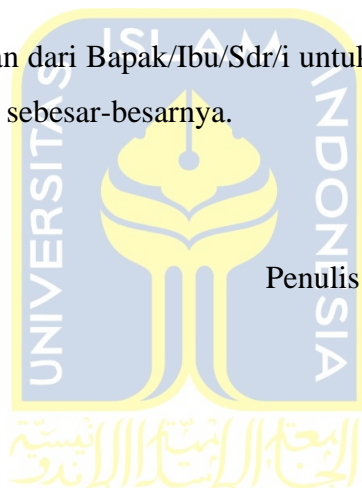 ISLAM
an dari Bapak/Ibu/Sdr/i untuk
sebesar-besarnya.
UNIVERSITAS
INDONESIA
Penulis